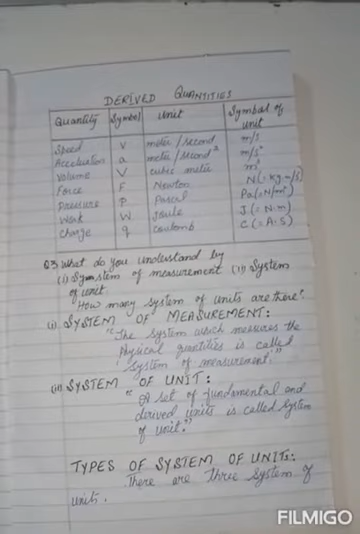 DERIVED QUANTITIES
Quantity Symbol Unit Symbol of unit
Speed V meter/second m/s
Acceleration a meter/second² m/s²
Volume V cubic meter m³
Force F Newton N(= Kg.m/s)
Pressure P Pascal Pa(=N/m²)
Work W Joule J (= N.m)
Charge q coulomb C (= A.S)
Q3 What do you understand by
(i) System of measurement (ii) System
of unit.
How many system of units are there?
(i) SYSTEM OF MEASUREMENT:
"The System which measures the
Physical quantities is called
System of measurement."
(ii) SYSTEM OF UNIT:
"A set of fundamental and
derived units is called System
of unit."
TYPES OF SYSTEM OF UNITS:
There are three System of
units.
FILMIGO